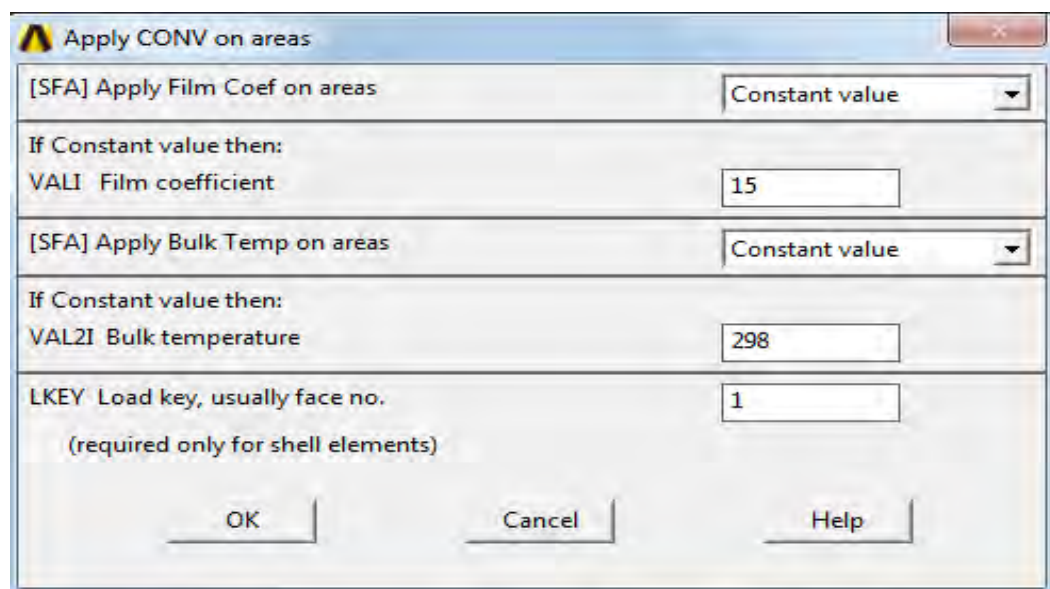 Apply CONV on areas
[SFA] Apply Film Coef on areas Constant value
If Constant value then:
VALI Film coefficient 15
[SFA] Apply Bulk Temp on areas Constant value
If Constant value then:
VAL2I Bulk temperature 298
LKEY Load key, usually face no. 1
(required only for shell elements)
OK Cancel Help